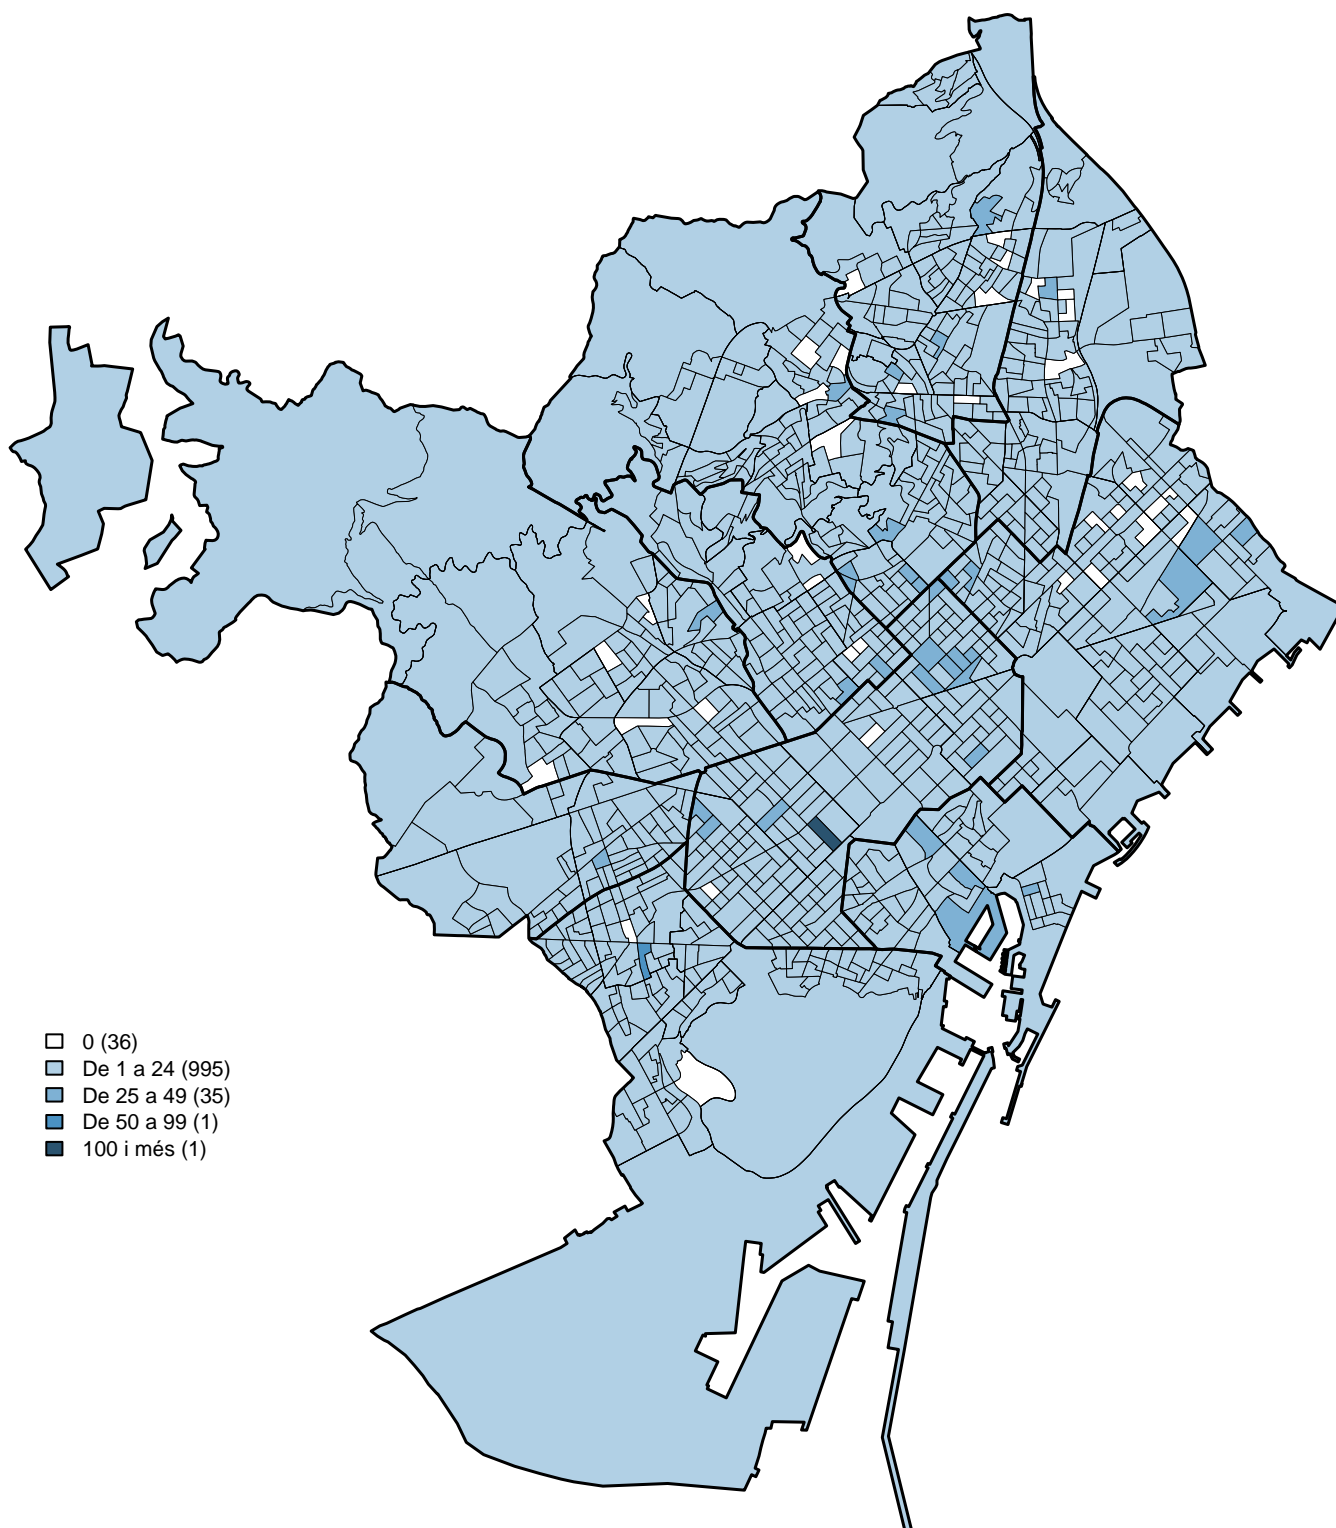 0 (36)
De 1 a 24 (995)
De 25 a 49 (35)
De 50 a 99 (1)
100 i més (1)